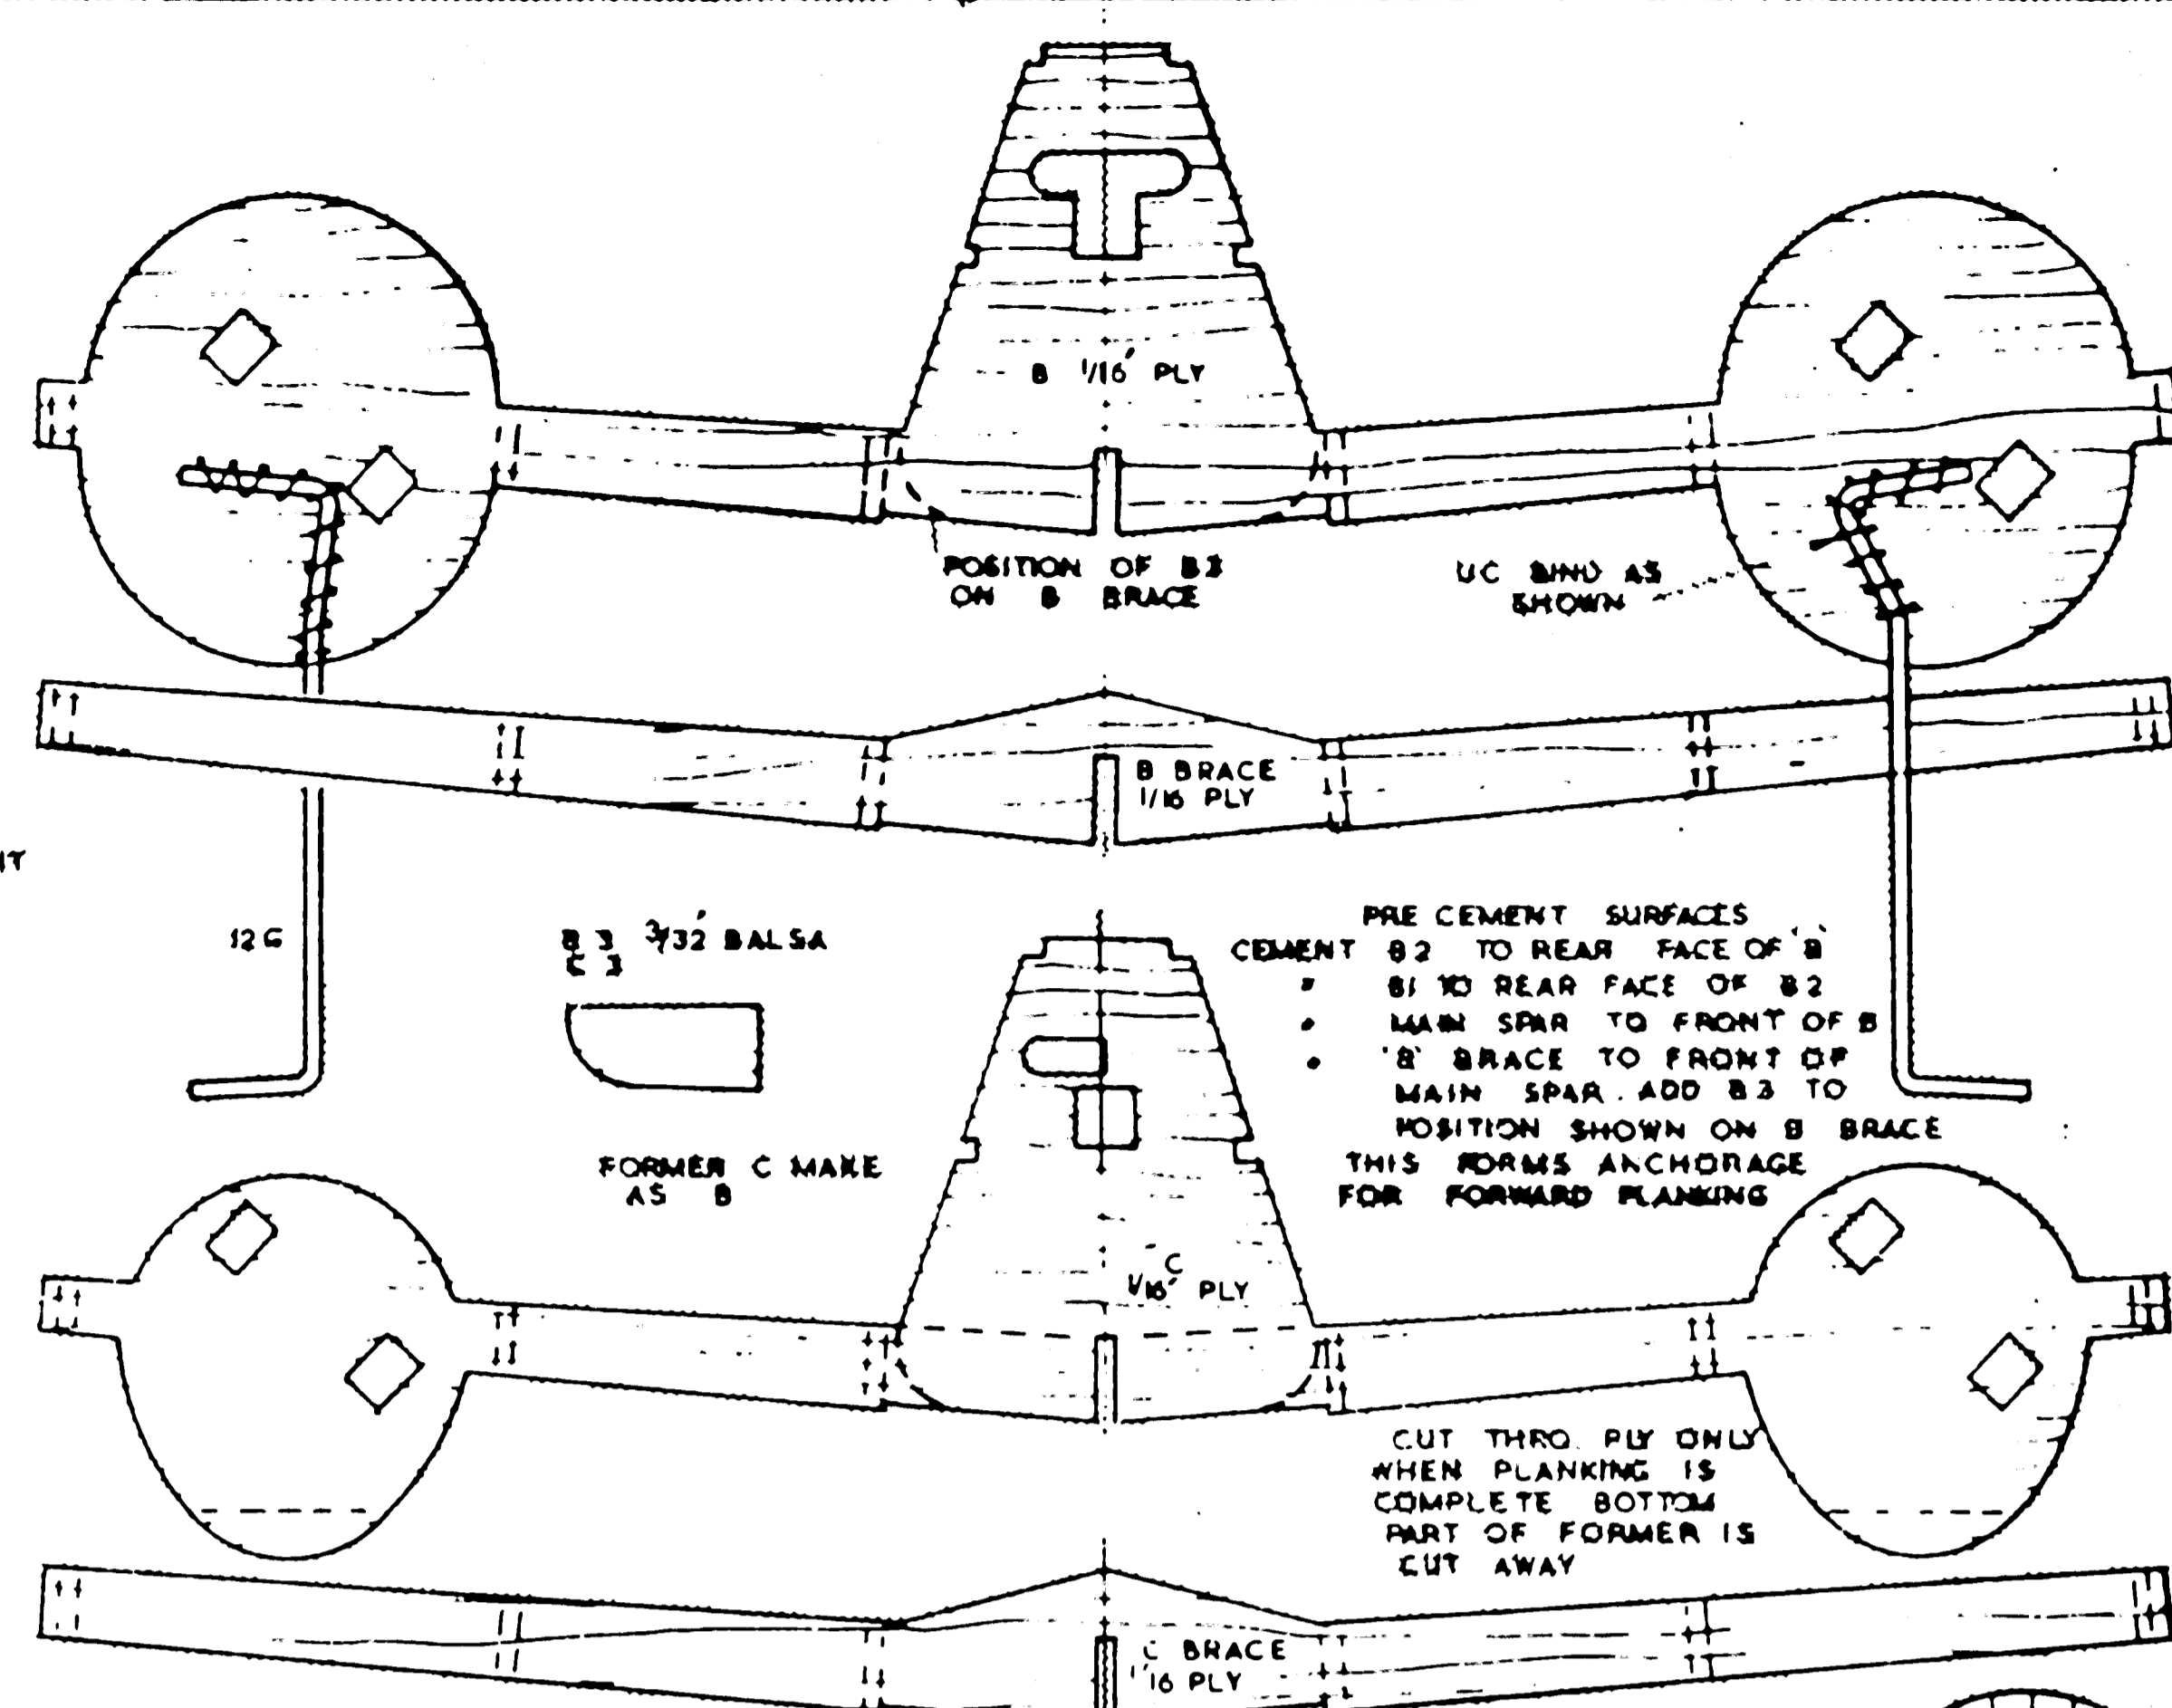 B 1/16" PLY
POSITION OF B3
ON B BRACE
UC BIND AS
SHOWN
B BRACE
1/16 PLY
IT
12G
B 3 3/32" BALSA
C 3
PRE CEMENT SURFACES
CEMENT B2 TO REAR FACE OF 'B'
" B1 TO REAR FACE OF B2
" MAIN SPAR TO FRONT OF B
" 'B' BRACE TO FRONT OF
MAIN SPAR. ADD B3 TO
POSITION SHOWN ON B BRACE
THIS FORMS ANCHORAGE
FOR FORWARD PLANKING
FORMER C MAKE
AS B
C
1/16" PLY
CUT THRO. PLY ONLY
WHEN PLANKING IS
COMPLETE BOTTOM
PART OF FORMER IS
CUT AWAY
C BRACE
1/16 PLY